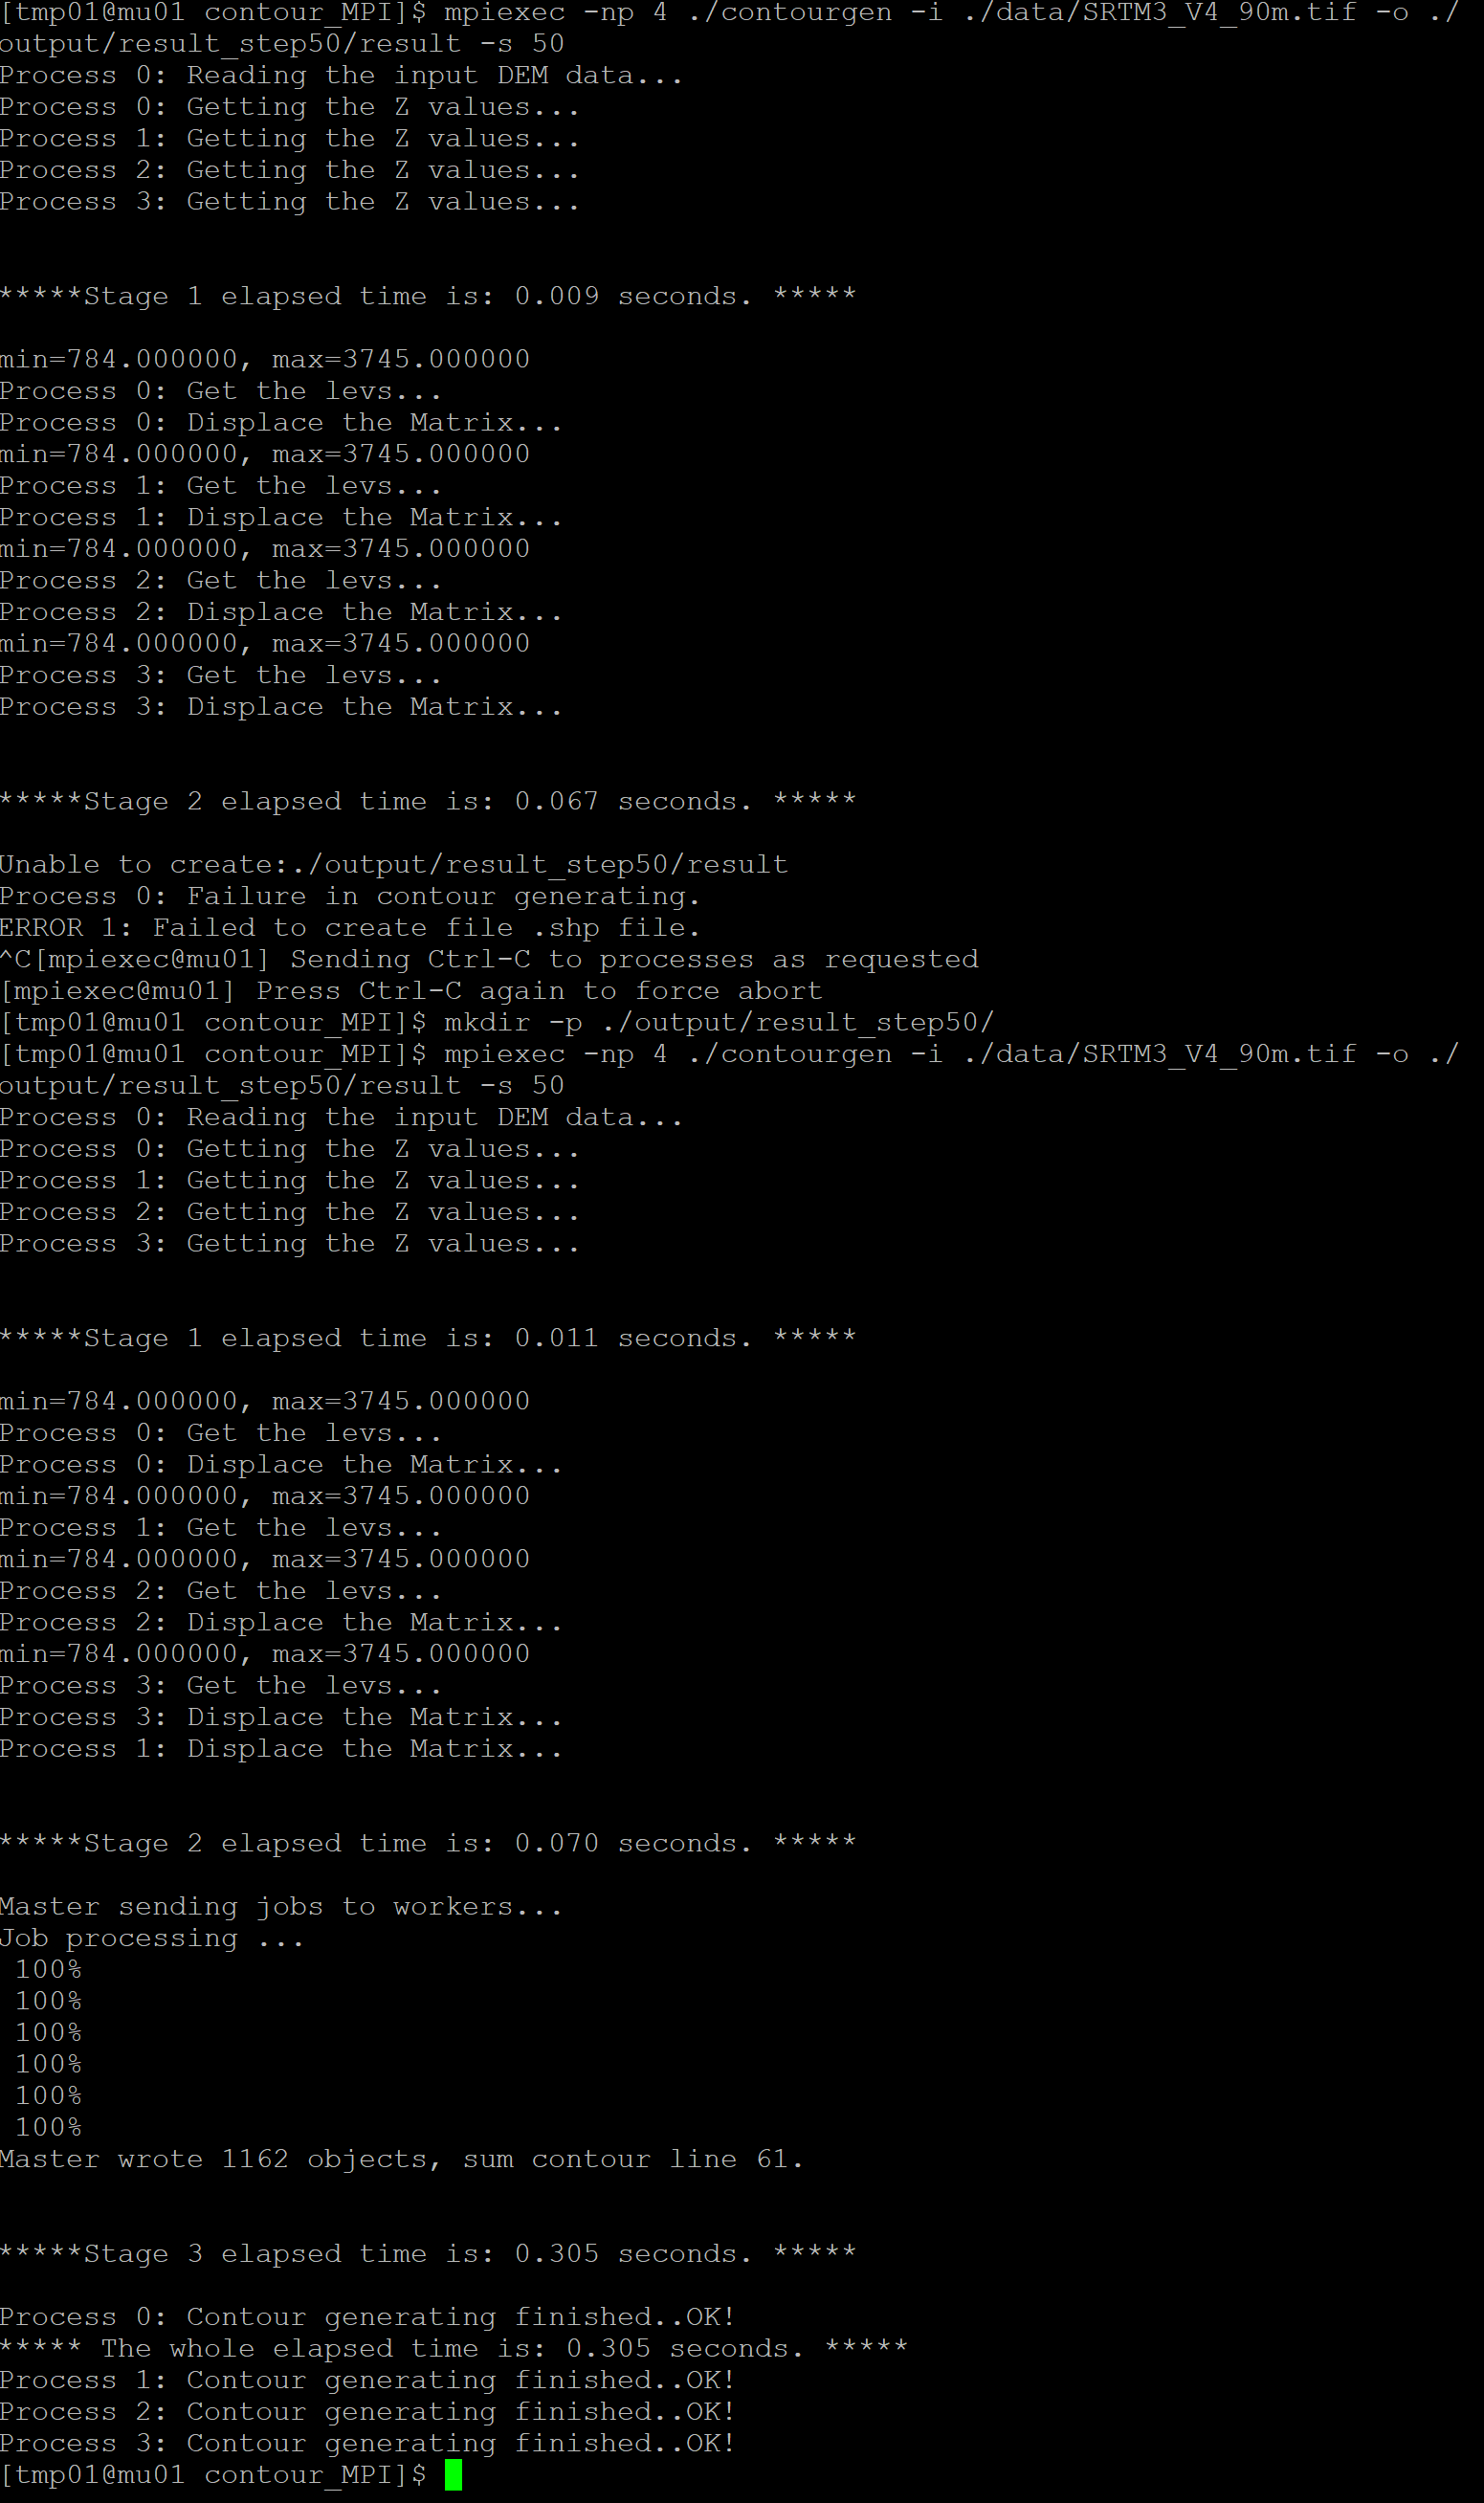 [tmp01@mu01 contour_MPI]$ mpiexec -np 4 ./contourgen -i ./data/SRTM3_V4_90m.tif -o ./
output/result_step50/result -s 50
Process 0: Reading the input DEM data...
Process 0: Getting the Z values...
Process 1: Getting the Z values...
Process 2: Getting the Z values...
Process 3: Getting the Z values...
*****Stage 1 elapsed time is: 0.009 seconds. *****
min=784.000000, max=3745.000000
Process 0: Get the levs...
Process 0: Displace the Matrix...
min=784.000000, max=3745.000000
Process 1: Get the levs...
Process 1: Displace the Matrix...
min=784.000000, max=3745.000000
Process 2: Get the levs...
Process 2: Displace the Matrix...
min=784.000000, max=3745.000000
Process 3: Get the levs...
Process 3: Displace the Matrix...
*****Stage 2 elapsed time is: 0.067 seconds. *****
Unable to create:./output/result_step50/result
Process 0: Failure in contour generating.
ERROR 1: Failed to create file .shp file.
^C[mpiexec@mu01] Sending Ctrl-C to processes as requested
[mpiexec@mu01] Press Ctrl-C again to force abort
[tmp01@mu01 contour_MPI]$ mkdir -p ./output/result_step50/
[tmp01@mu01 contour_MPI]$ mpiexec -np 4 ./contourgen -i ./data/SRTM3_V4_90m.tif -o ./
output/result_step50/result -s 50
Process 0: Reading the input DEM data...
Process 0: Getting the Z values...
Process 1: Getting the Z values...
Process 2: Getting the Z values...
Process 3: Getting the Z values...
*****Stage 1 elapsed time is: 0.011 seconds. *****
min=784.000000, max=3745.000000
Process 0: Get the levs...
Process 0: Displace the Matrix...
min=784.000000, max=3745.000000
Process 1: Get the levs...
min=784.000000, max=3745.000000
Process 2: Get the levs...
Process 2: Displace the Matrix...
min=784.000000, max=3745.000000
Process 3: Get the levs...
Process 3: Displace the Matrix...
Process 1: Displace the Matrix...
*****Stage 2 elapsed time is: 0.070 seconds. *****
Master sending jobs to workers...
Job processing ...
100%
100%
100%
100%
100%
100%
Master wrote 1162 objects, sum contour line 61.
*****Stage 3 elapsed time is: 0.305 seconds. *****
Process 0: Contour generating finished..OK!
***** The whole elapsed time is: 0.305 seconds. *****
Process 1: Contour generating finished..OK!
Process 2: Contour generating finished..OK!
Process 3: Contour generating finished..OK!
[tmp01@mu01 contour_MPI]$